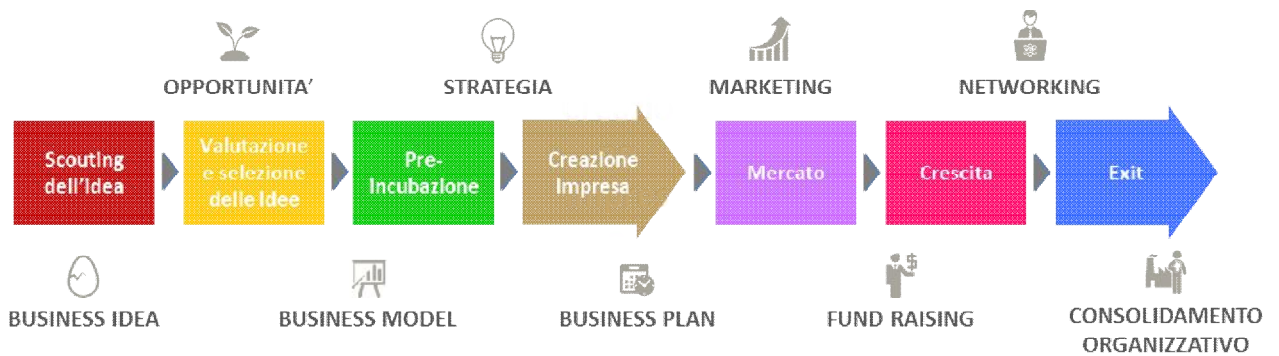 OPPORTUNITA'
STRATEGIA
MARKETING
NETWORKING
Scouting
dell'Idea
Valutazione
e selezione
delle Idee
Pre-
Incubazione
Creazione
Impresa
Mercato
Crescita
Exit
BUSINESS IDEA
BUSINESS MODEL
BUSINESS PLAN
FUND RAISING
CONSOLIDAMENTO
ORGANIZZATIVO